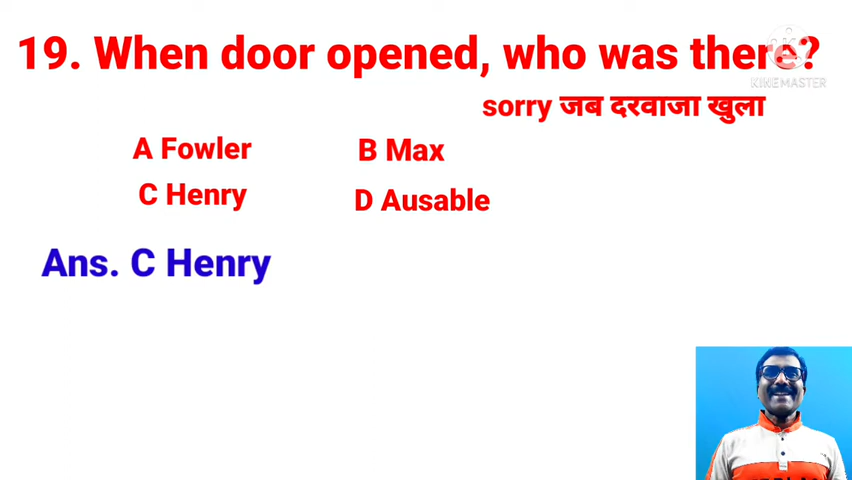 19. When door opened, who was there?
KINEMASTER
sorry जब दरवाजा खुला
A Fowler B Max
C Henry D Ausable
Ans. C Henry